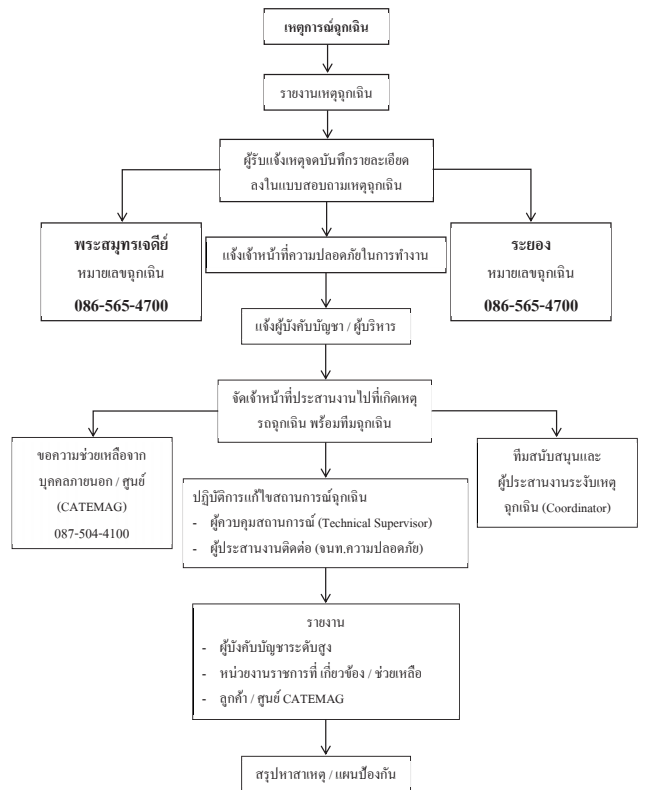 เหตุการณ์ฉุกเฉิน
รายงานเหตุฉุกเฉิน
ผู้รับแจ้งเหตุจดบันทึกรายละเอียด
ลงในแบบสอบถามเหตุฉุกเฉิน
พระสมุทรเจดีย์
หมายเลขฉุกเฉิน
086-565-4700
แจ้งเจ้าหน้าที่ความปลอดภัยในการทำงาน
ระยอง
หมายเลขฉุกเฉิน
086-565-4700
แจ้งผู้บังคับบัญชา / ผู้บริหาร
จัดเจ้าหน้าที่ประสานงานไปที่เกิดเหตุ
รถฉุกเฉิน พร้อมทีมฉุกเฉิน
ขอความช่วยเหลือจาก
บุคคลภายนอก / ศูนย์
(CATEMAG)
087-504-4100
ปฏิบัติการแก้ไขสถานการณ์ฉุกเฉิน
- ผู้ควบคุมสถานการณ์ (Technical Supervisor)
- ผู้ประสานงานติดต่อ (จนท.ความปลอดภัย)
ทีมสนับสนุนและ
ผู้ประสานงานระงับเหตุ
ฉุกเฉิน (Coordinator)
รายงาน
- ผู้บังคับบัญชาระดับสูง
- หน่วยงานราชการที่ เกี่ยวข้อง / ช่วยเหลือ
- ลูกค้า / ศูนย์ CATEMAG
สรุปหาสาเหตุ / แผนป้องกัน